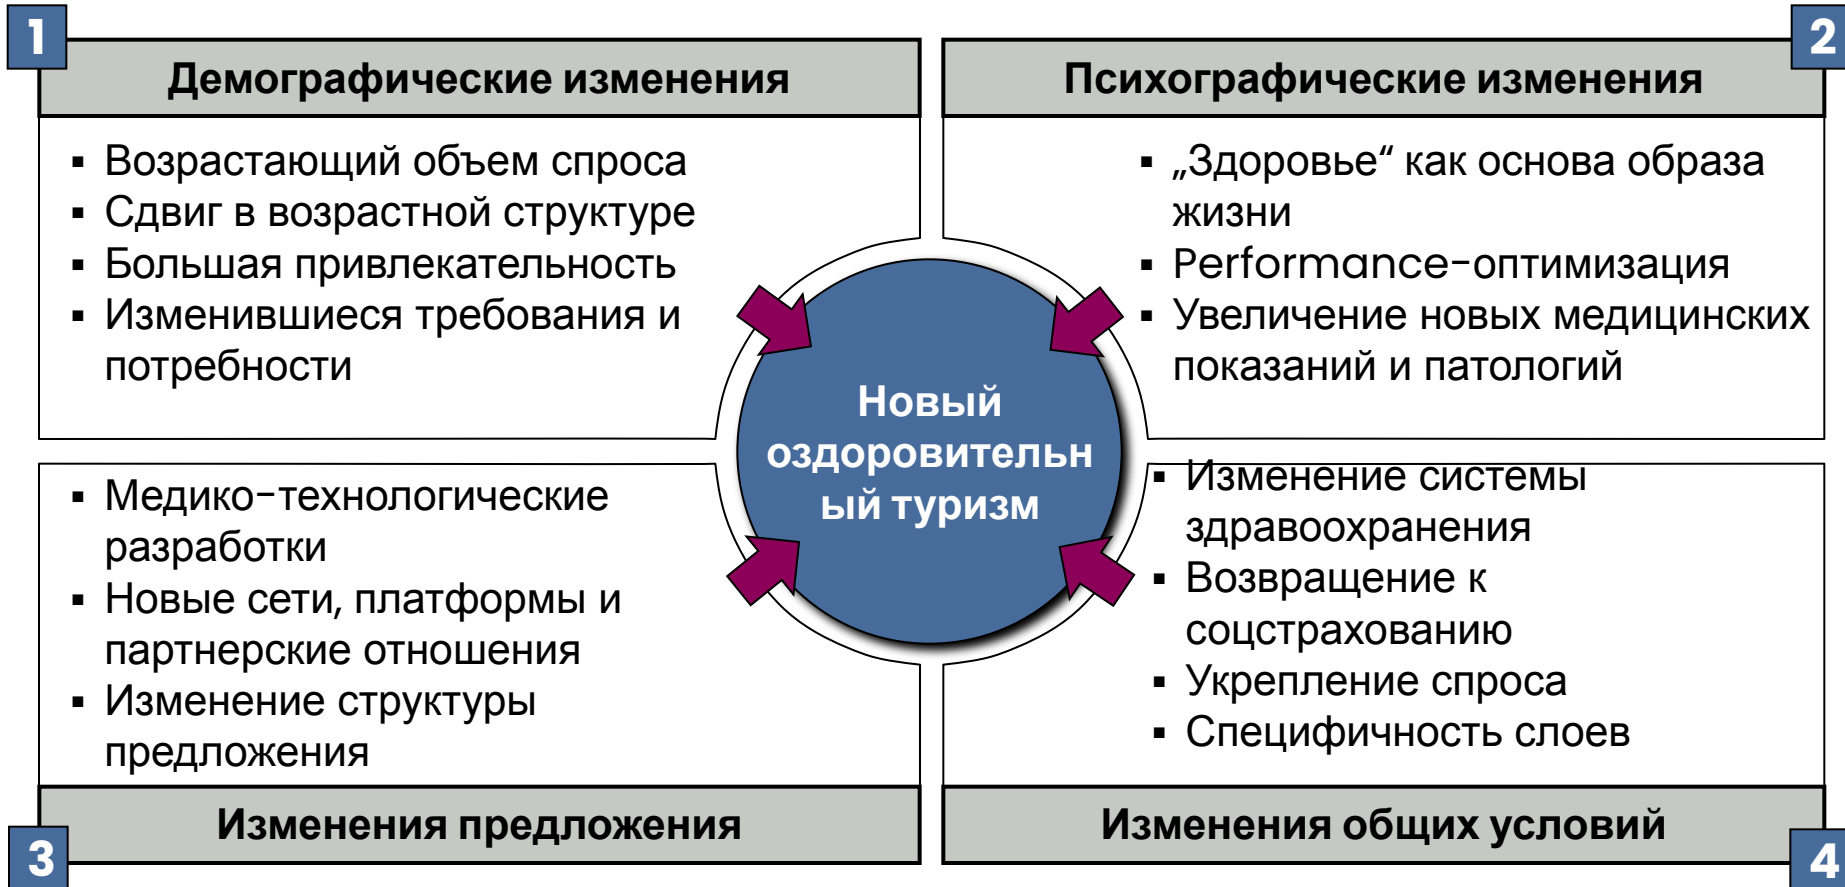 1
Демографические изменения
▪ Возрастающий объем спроса
▪ Сдвиг в возрастной структуре
▪ Большая привлекательность
▪ Изменившиеся требования и
потребности
2
Психографические изменения
▪ „Здоровье“ как основа образа
жизни
▪ Performance-оптимизация
▪ Увеличение новых медицинских
показаний и патологий
Новый
оздоровительн
ый туризм
▪ Медико-технологические
разработки
▪ Новые сети, платформы и
партнерские отношения
▪ Изменение структуры
предложения
Изменения предложения
3
▪ Изменение системы
здравоохранения
▪ Возвращение к
соцстрахованию
▪ Укрепление спроса
▪ Специфичность слоев
Изменения общих условий
4